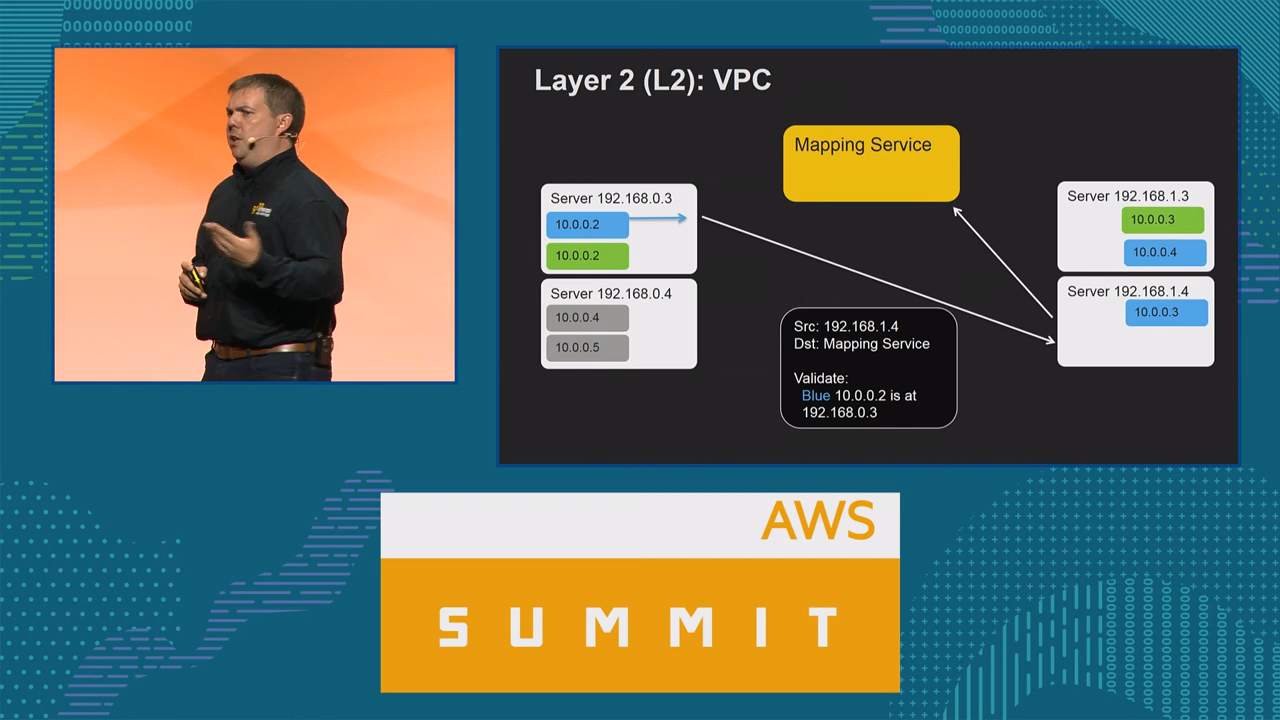 Layer 2 (L2): VPC
Mapping Service
Server 192.168.0.3
10.0.0.2
10.0.0.2
Server 192.168.0.4
10.0.0.4
10.0.0.5
Server 192.168.1.3
10.0.0.3
10.0.0.4
Server 192.168.1.4
10.0.0.3
Src: 192.168.1.4
Dst: Mapping Service
Validate:
Blue 10.0.0.2 is at
192.168.0.3
AWS
SUMMIT